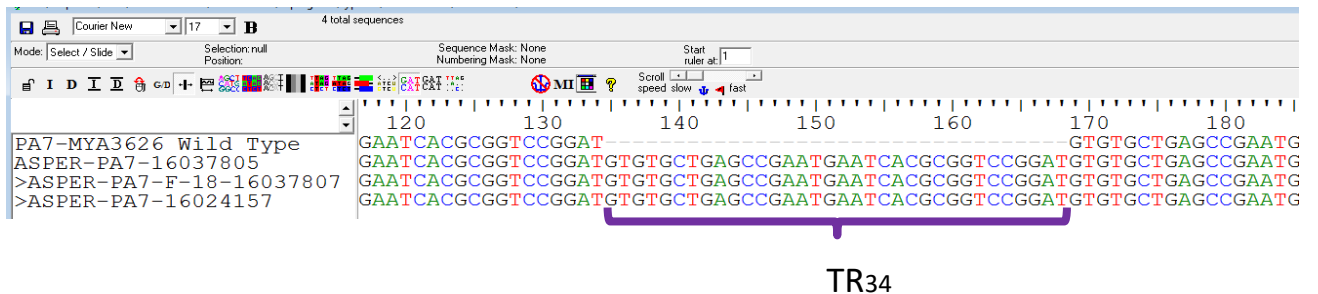 4 total sequences
Courier New 17 B
Mode: Select / Slide Selection: null Sequence Mask: None Start
Position: Numbering Mask: None ruler at: 1
I D I D G/D MI Scroll
speed slow fast
120 130 140 150 160 170 180
PA7-MYA3626 Wild Type GAATCACGCGGTCCGGAT----------------------------------GTGTGCTGAGCCGAATG
ASPER-PA7-16037805 GAATCACGCGGTCCGGATGTGTGCTGAGCCGAATGAATCACGCGGTCCGGATGTGTGCTGAGCCGAATG
>ASPER-PA7-F-18-16037807 GAATCACGCGGTCCGGATGTGTGCTGAGCCGAATGAATCACGCGGTCCGGATGTGTGCTGAGCCGAATG
>ASPER-PA7-16024157 GAATCACGCGGTCCGGATGTGTGCTGAGCCGAATGAATCACGCGGTCCGGATGTGTGCTGAGCCGAATG
TR34